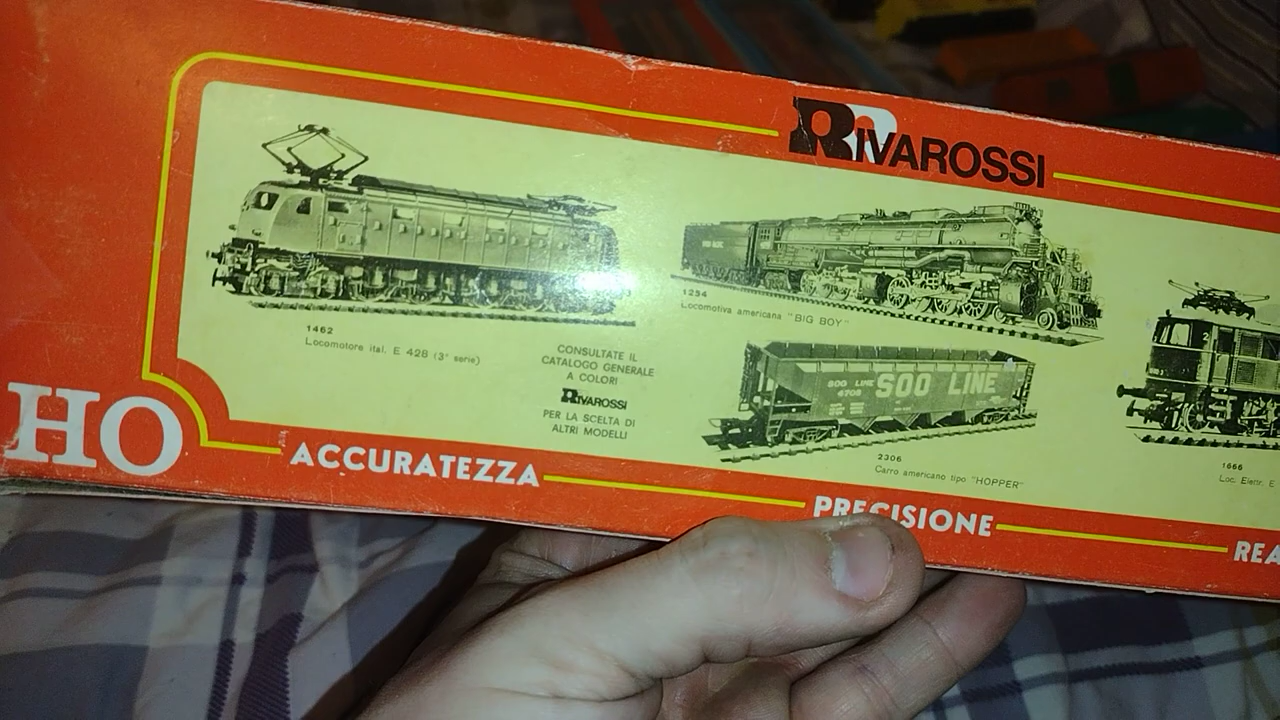 RIVAROSSI
1462
Locomotore ital. E 428 (3ª serie)
CONSULTATE IL
CATALOGO GENERALE
A COLORI
RIVAROSSI
PER LA SCELTA DI
ALTRI MODELLI
1254
Locomotiva americana "BIG BOY"
SOO LINE
4706
SOO LINE
2306
Carro americano tipo "HOPPER"
1666
Loc. Elettr. E
HO
ACCURATEZZA
PRECISIONE
REA